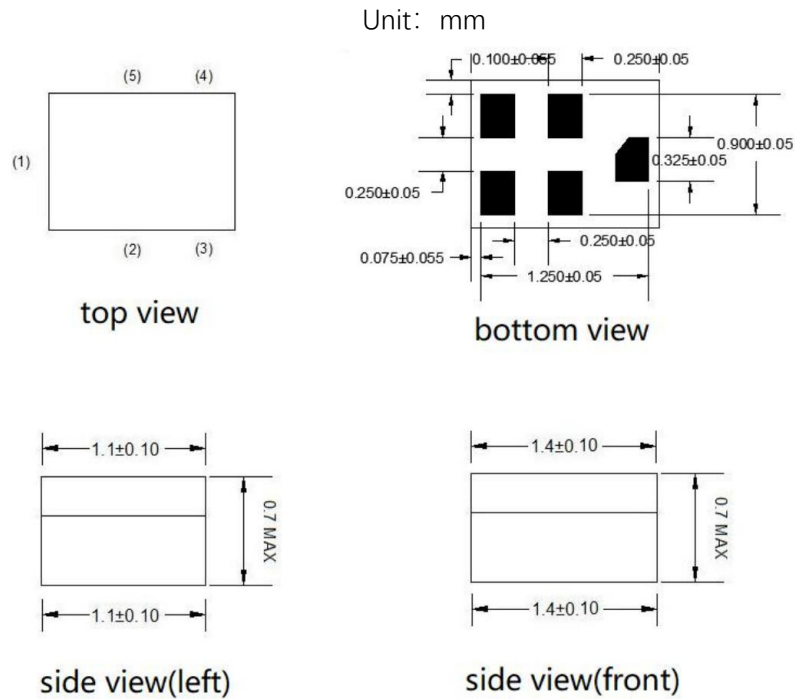 Unit: mm
(5)
(4)
(1)
(2)
(3)
top view
0.100±0.055
0.250±0.05
0.900±0.05
0.325±0.05
0.250±0.05
0.250±0.05
0.075±0.055
1.250±0.05
bottom view
1.1±0.10
0.7 MAX
1.1±0.10
side view(left)
1.4±0.10
0.7 MAX
1.4±0.10
side view(front)